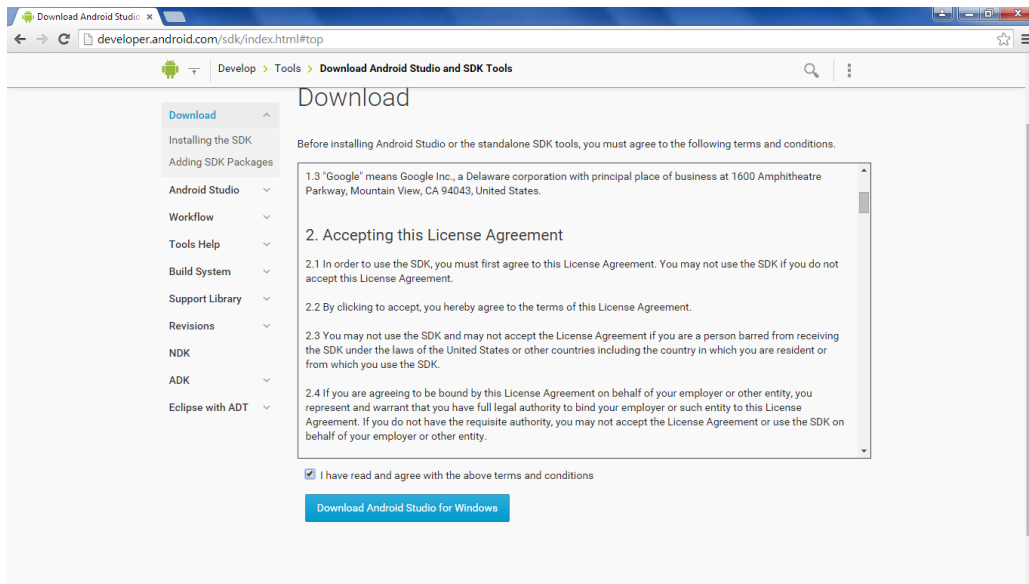 Download Android Studio
developer.android.com/sdk/index.html#top
Develop > Tools > Download Android Studio and SDK Tools
Download
Installing the SDK
Adding SDK Packages
Android Studio
Workflow
Tools Help
Build System
Support Library
Revisions
NDK
ADK
Eclipse with ADT
Download
Before installing Android Studio or the standalone SDK tools, you must agree to the following terms and conditions.
1.3 "Google" means Google Inc., a Delaware corporation with principal place of business at 1600 Amphitheatre
Parkway, Mountain View, CA 94043, United States.
2. Accepting this License Agreement
2.1 In order to use the SDK, you must first agree to this License Agreement. You may not use the SDK if you do not
accept this License Agreement.
2.2 By clicking to accept, you hereby agree to the terms of this License Agreement.
2.3 You may not use the SDK and may not accept the License Agreement if you are a person barred from receiving
the SDK under the laws of the United States or other countries including the country in which you are resident or
from which you use the SDK.
2.4 If you are agreeing to be bound by this License Agreement on behalf of your employer or other entity, you
represent and warrant that you have full legal authority to bind your employer or such entity to this License
Agreement. If you do not have the requisite authority, you may not accept the License Agreement or use the SDK on
behalf of your employer or other entity.
I have read and agree with the above terms and conditions
Download Android Studio for Windows